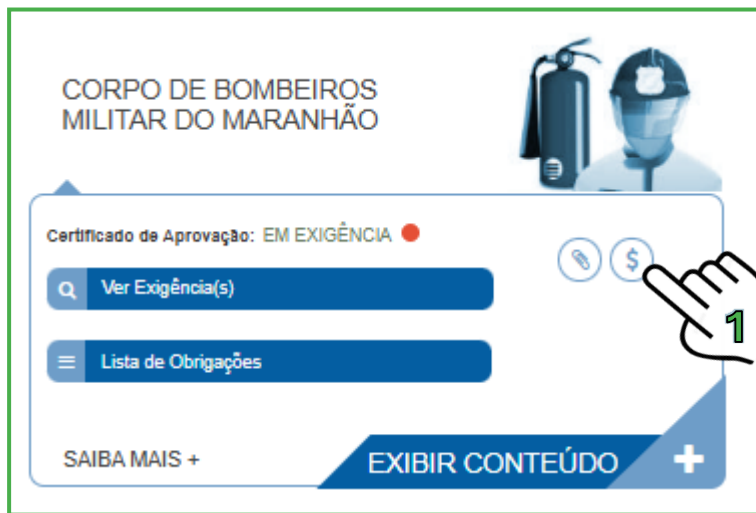 CORPO DE BOMBEIROS
MILITAR DO MARANHÃO
Certificado de Aprovação: EM EXIGÊNCIA
$
Ver Exigência(s)
1
Lista de Obrigações
SAIBA MAIS +
EXIBIR CONTEÚDO +